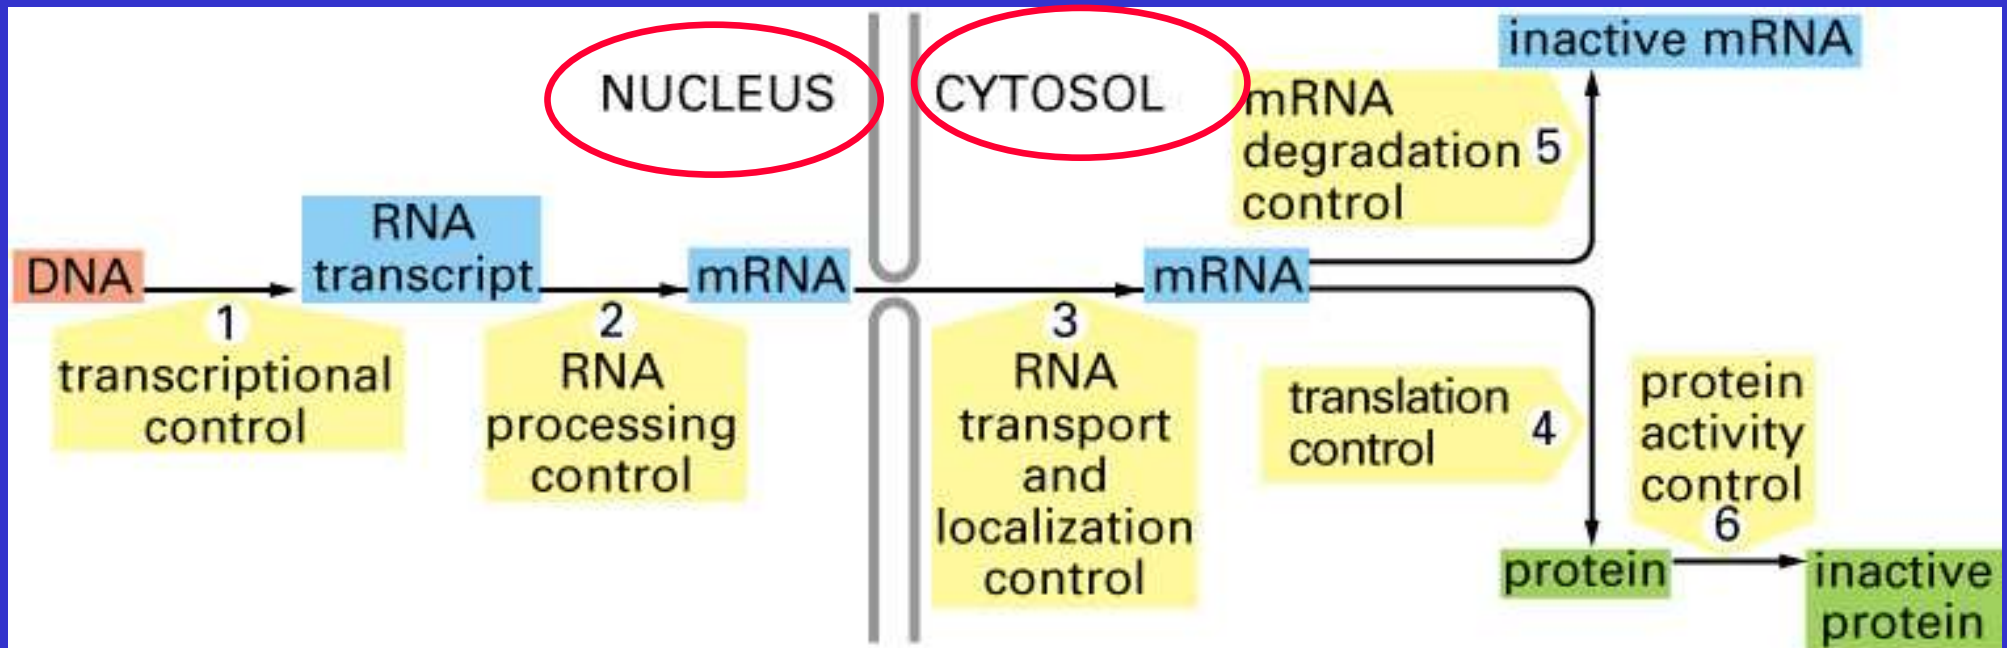 NUCLEUS
CYTOSOL
inactive mRNA
mRNA
degradation 5
control
DNA
RNA
transcript
mRNA
mRNA
1
transcriptional
control
2
RNA
processing
control
3
RNA
transport
and
localization
control
translation
control 4
protein
activity
control
6
protein
inactive
protein